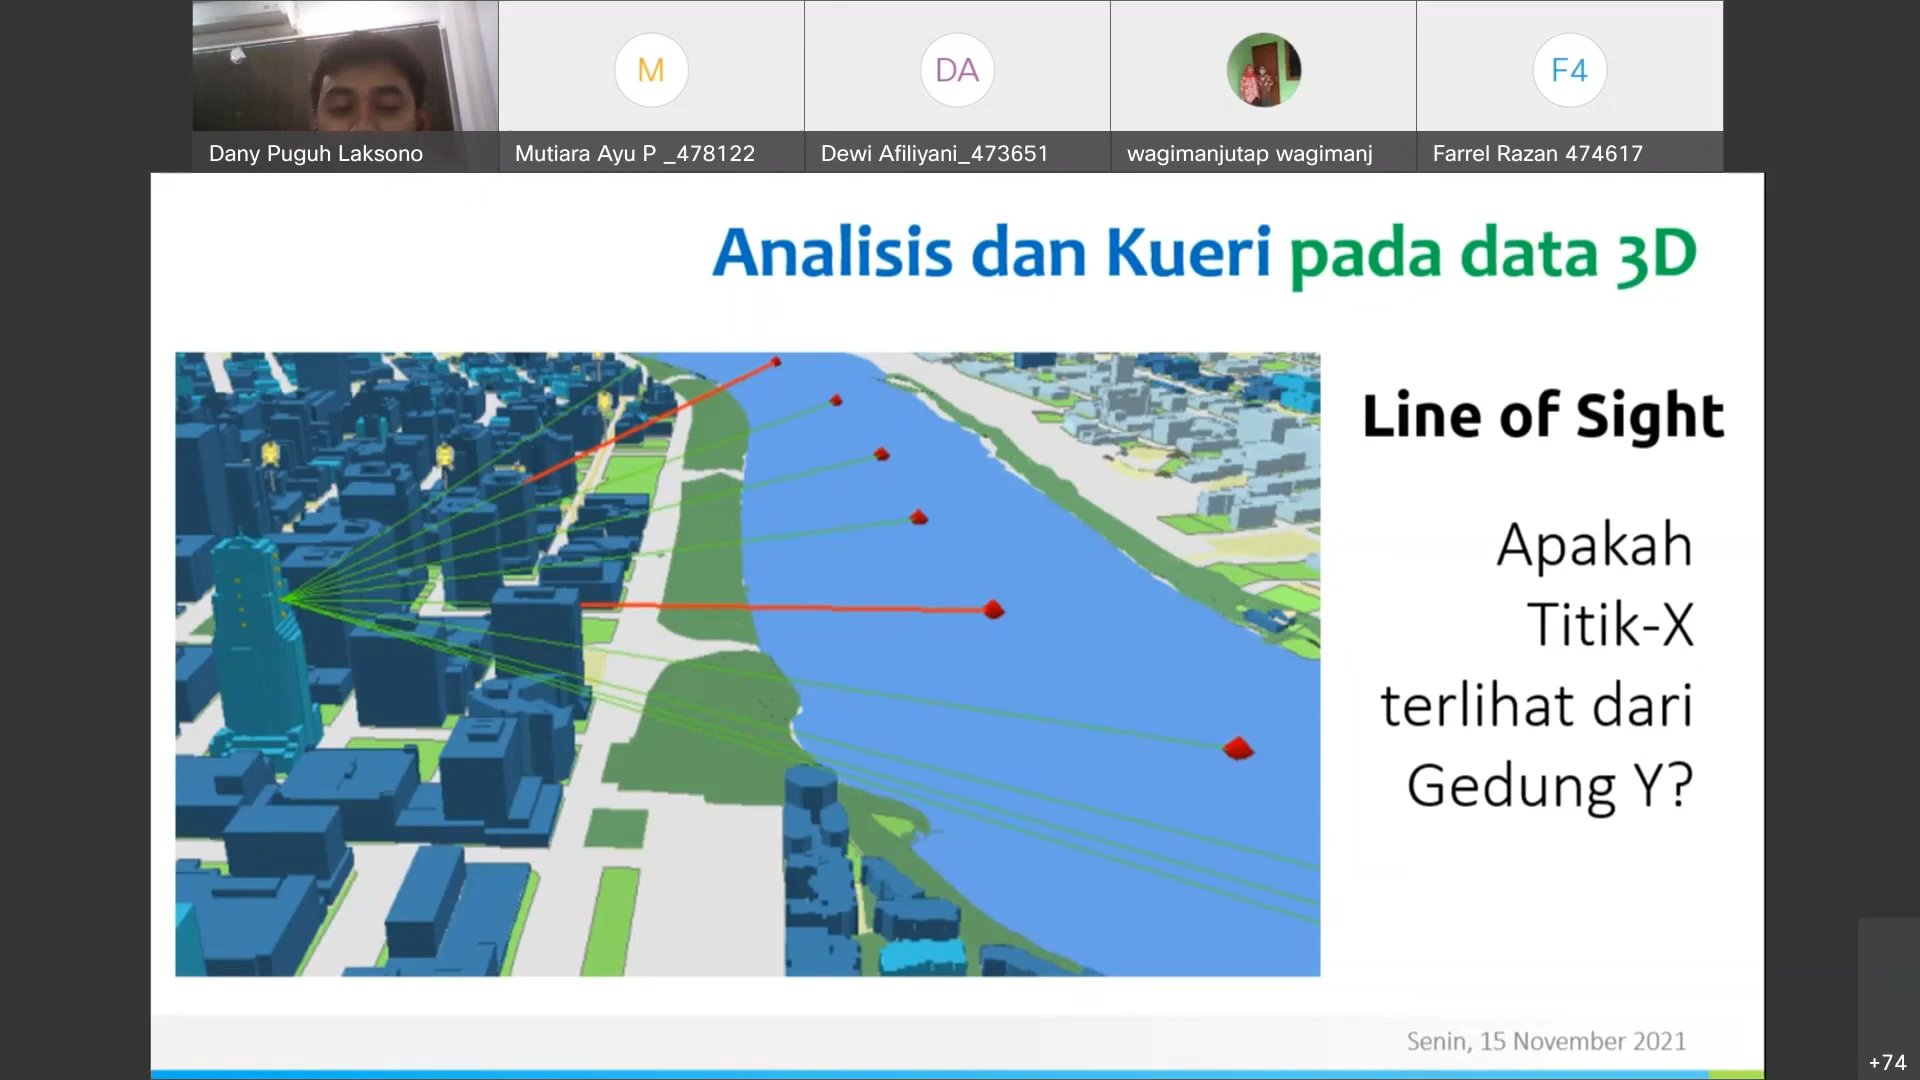 M
DA
F4
Dany Puguh Laksono
Mutiara Ayu P _478122
Dewi Afiliyani_473651
wagimanjutap wagimanj
Farrel Razan 474617
Analisis dan Kueri pada data 3D
Line of Sight
Apakah
Titik-X
terlihat dari
Gedung Y?
Senin, 15 November 2021
+74